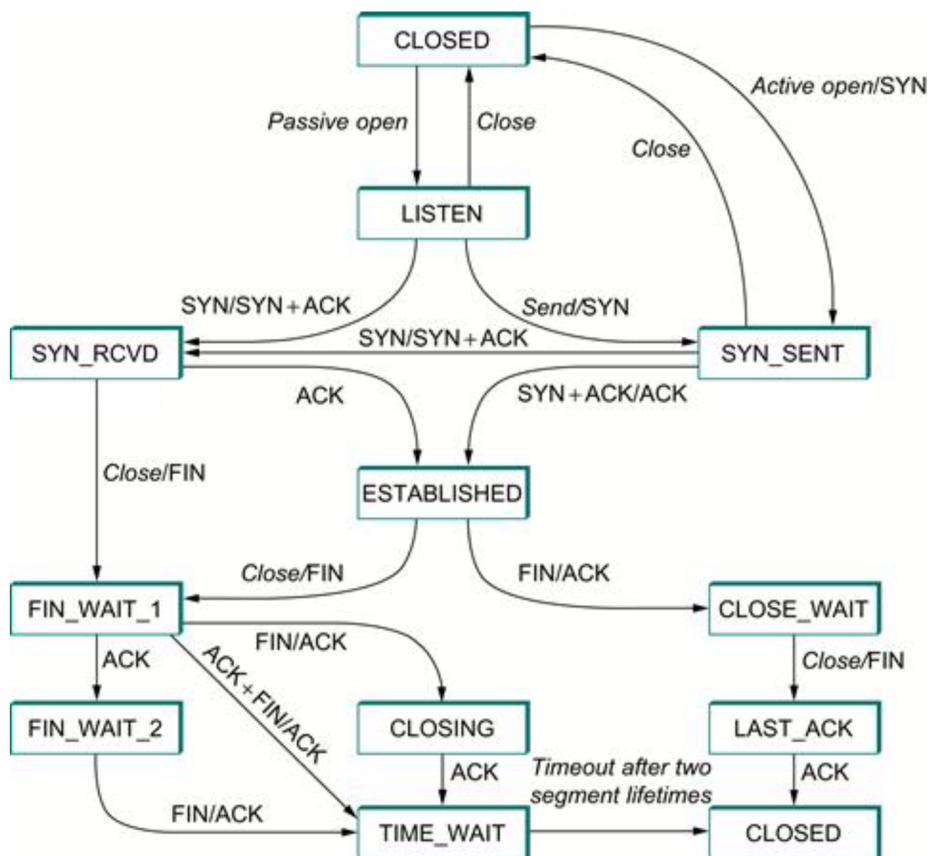 CLOSED
Active open/SYN
Passive open
Close
Close
LISTEN
SYN/SYN + ACK
Send/SYN
SYN/SYN + ACK
SYN_RCVD
SYN_SENT
ACK
SYN + ACK/ACK
Close/FIN
ESTABLISHED
Close/FIN
FIN/ACK
FIN_WAIT_1
CLOSE_WAIT
FIN/ACK
ACK
ACK + FIN/ACK
Close/FIN
FIN_WAIT_2
CLOSING
LAST_ACK
ACK
Timeout after two
segment lifetimes
ACK
FIN/ACK
TIME_WAIT
CLOSED